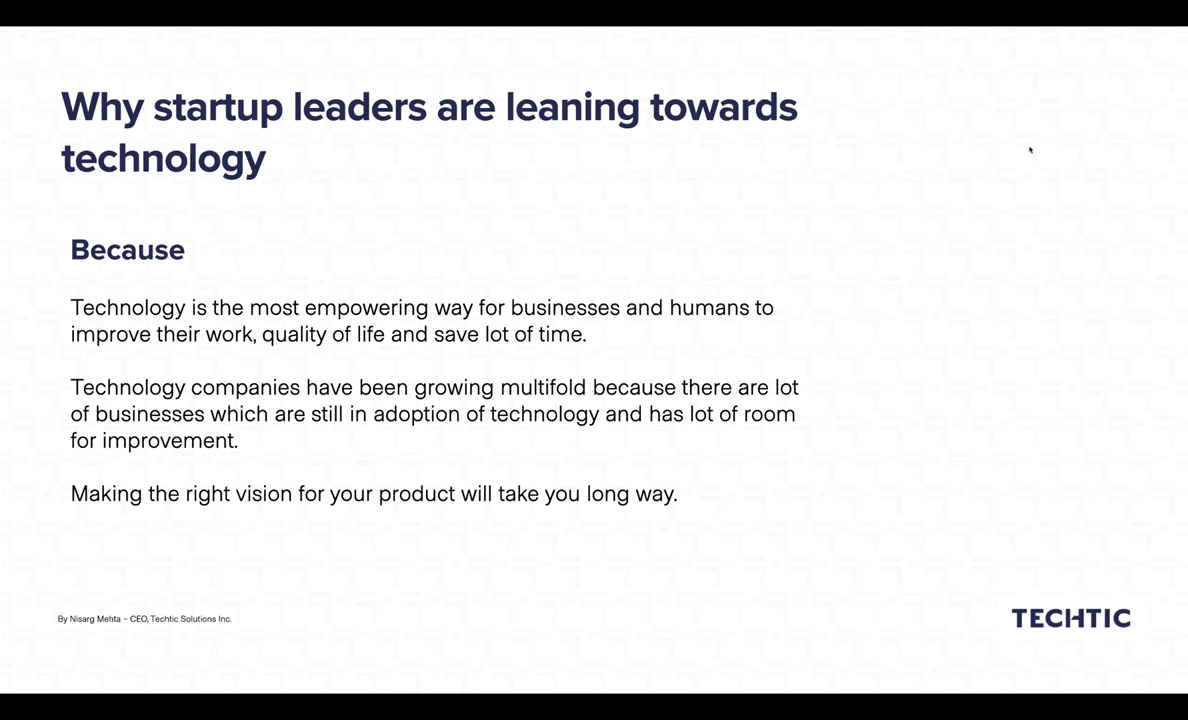 Why startup leaders are leaning towards
technology
Because
Technology is the most empowering way for businesses and humans to
improve their work, quality of life and save lot of time.
Technology companies have been growing multifold because there are lot
of businesses which are still in adoption of technology and has lot of room
for improvement.
Making the right vision for your product will take you long way.
By Nisarg Mehta - CEO, Techtic Solutions Inc.
TECHTIC